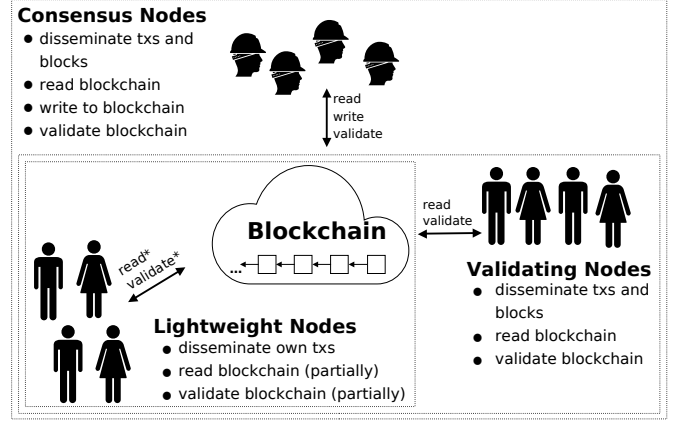 Consensus Nodes
● disseminate txs and
blocks
● read blockchain
● write to blockchain
● validate blockchain
read
write
validate
read
validate
Blockchain
...
read*
validate*
Validating Nodes
● disseminate txs and
blocks
● read blockchain
● validate blockchain
Lightweight Nodes
● disseminate own txs
● read blockchain (partially)
● validate blockchain (partially)